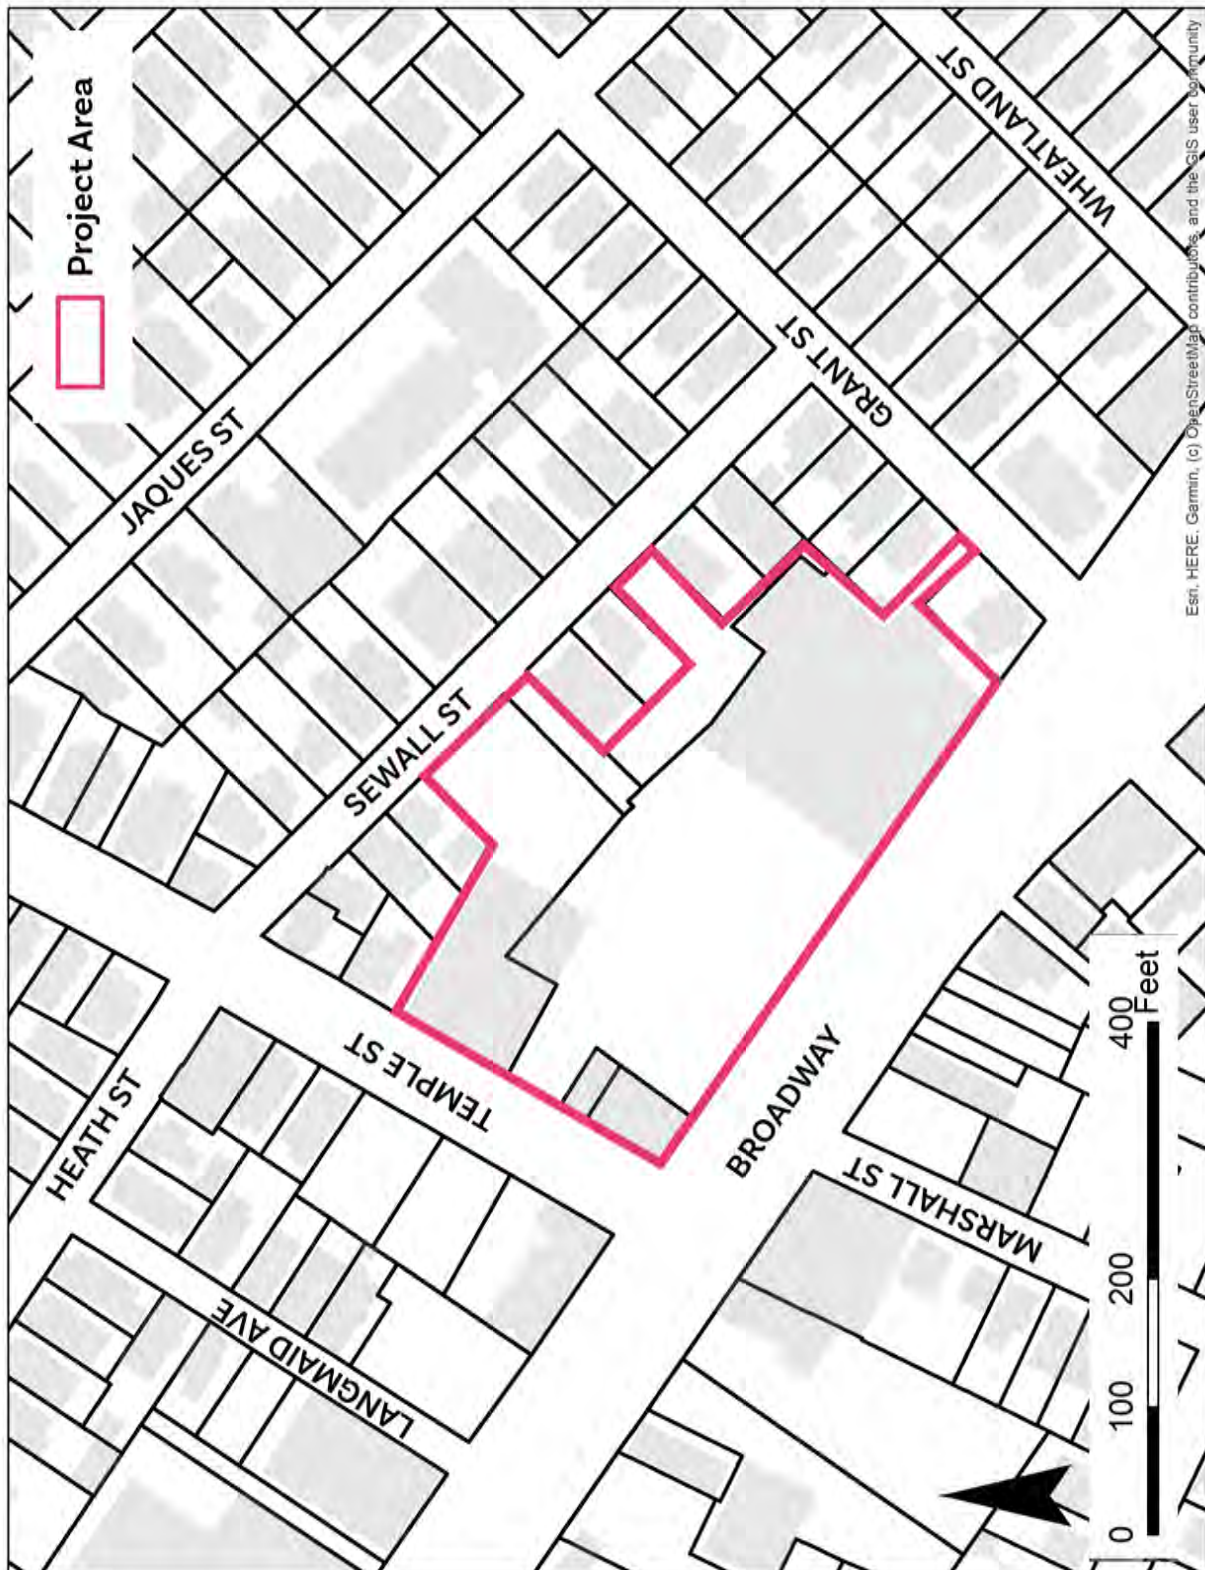 Project Area
JAQUES ST
WHEATLAND ST
GRANT ST
SEWALL ST
TEMPLE ST
HEATH ST
LANGMAID AVE
BROADWAY
MARSHALL ST
0 100 200 400
Feet
Esri, HERE, Garmin, (c) OpenStreetMap contributors, and the GIS user community